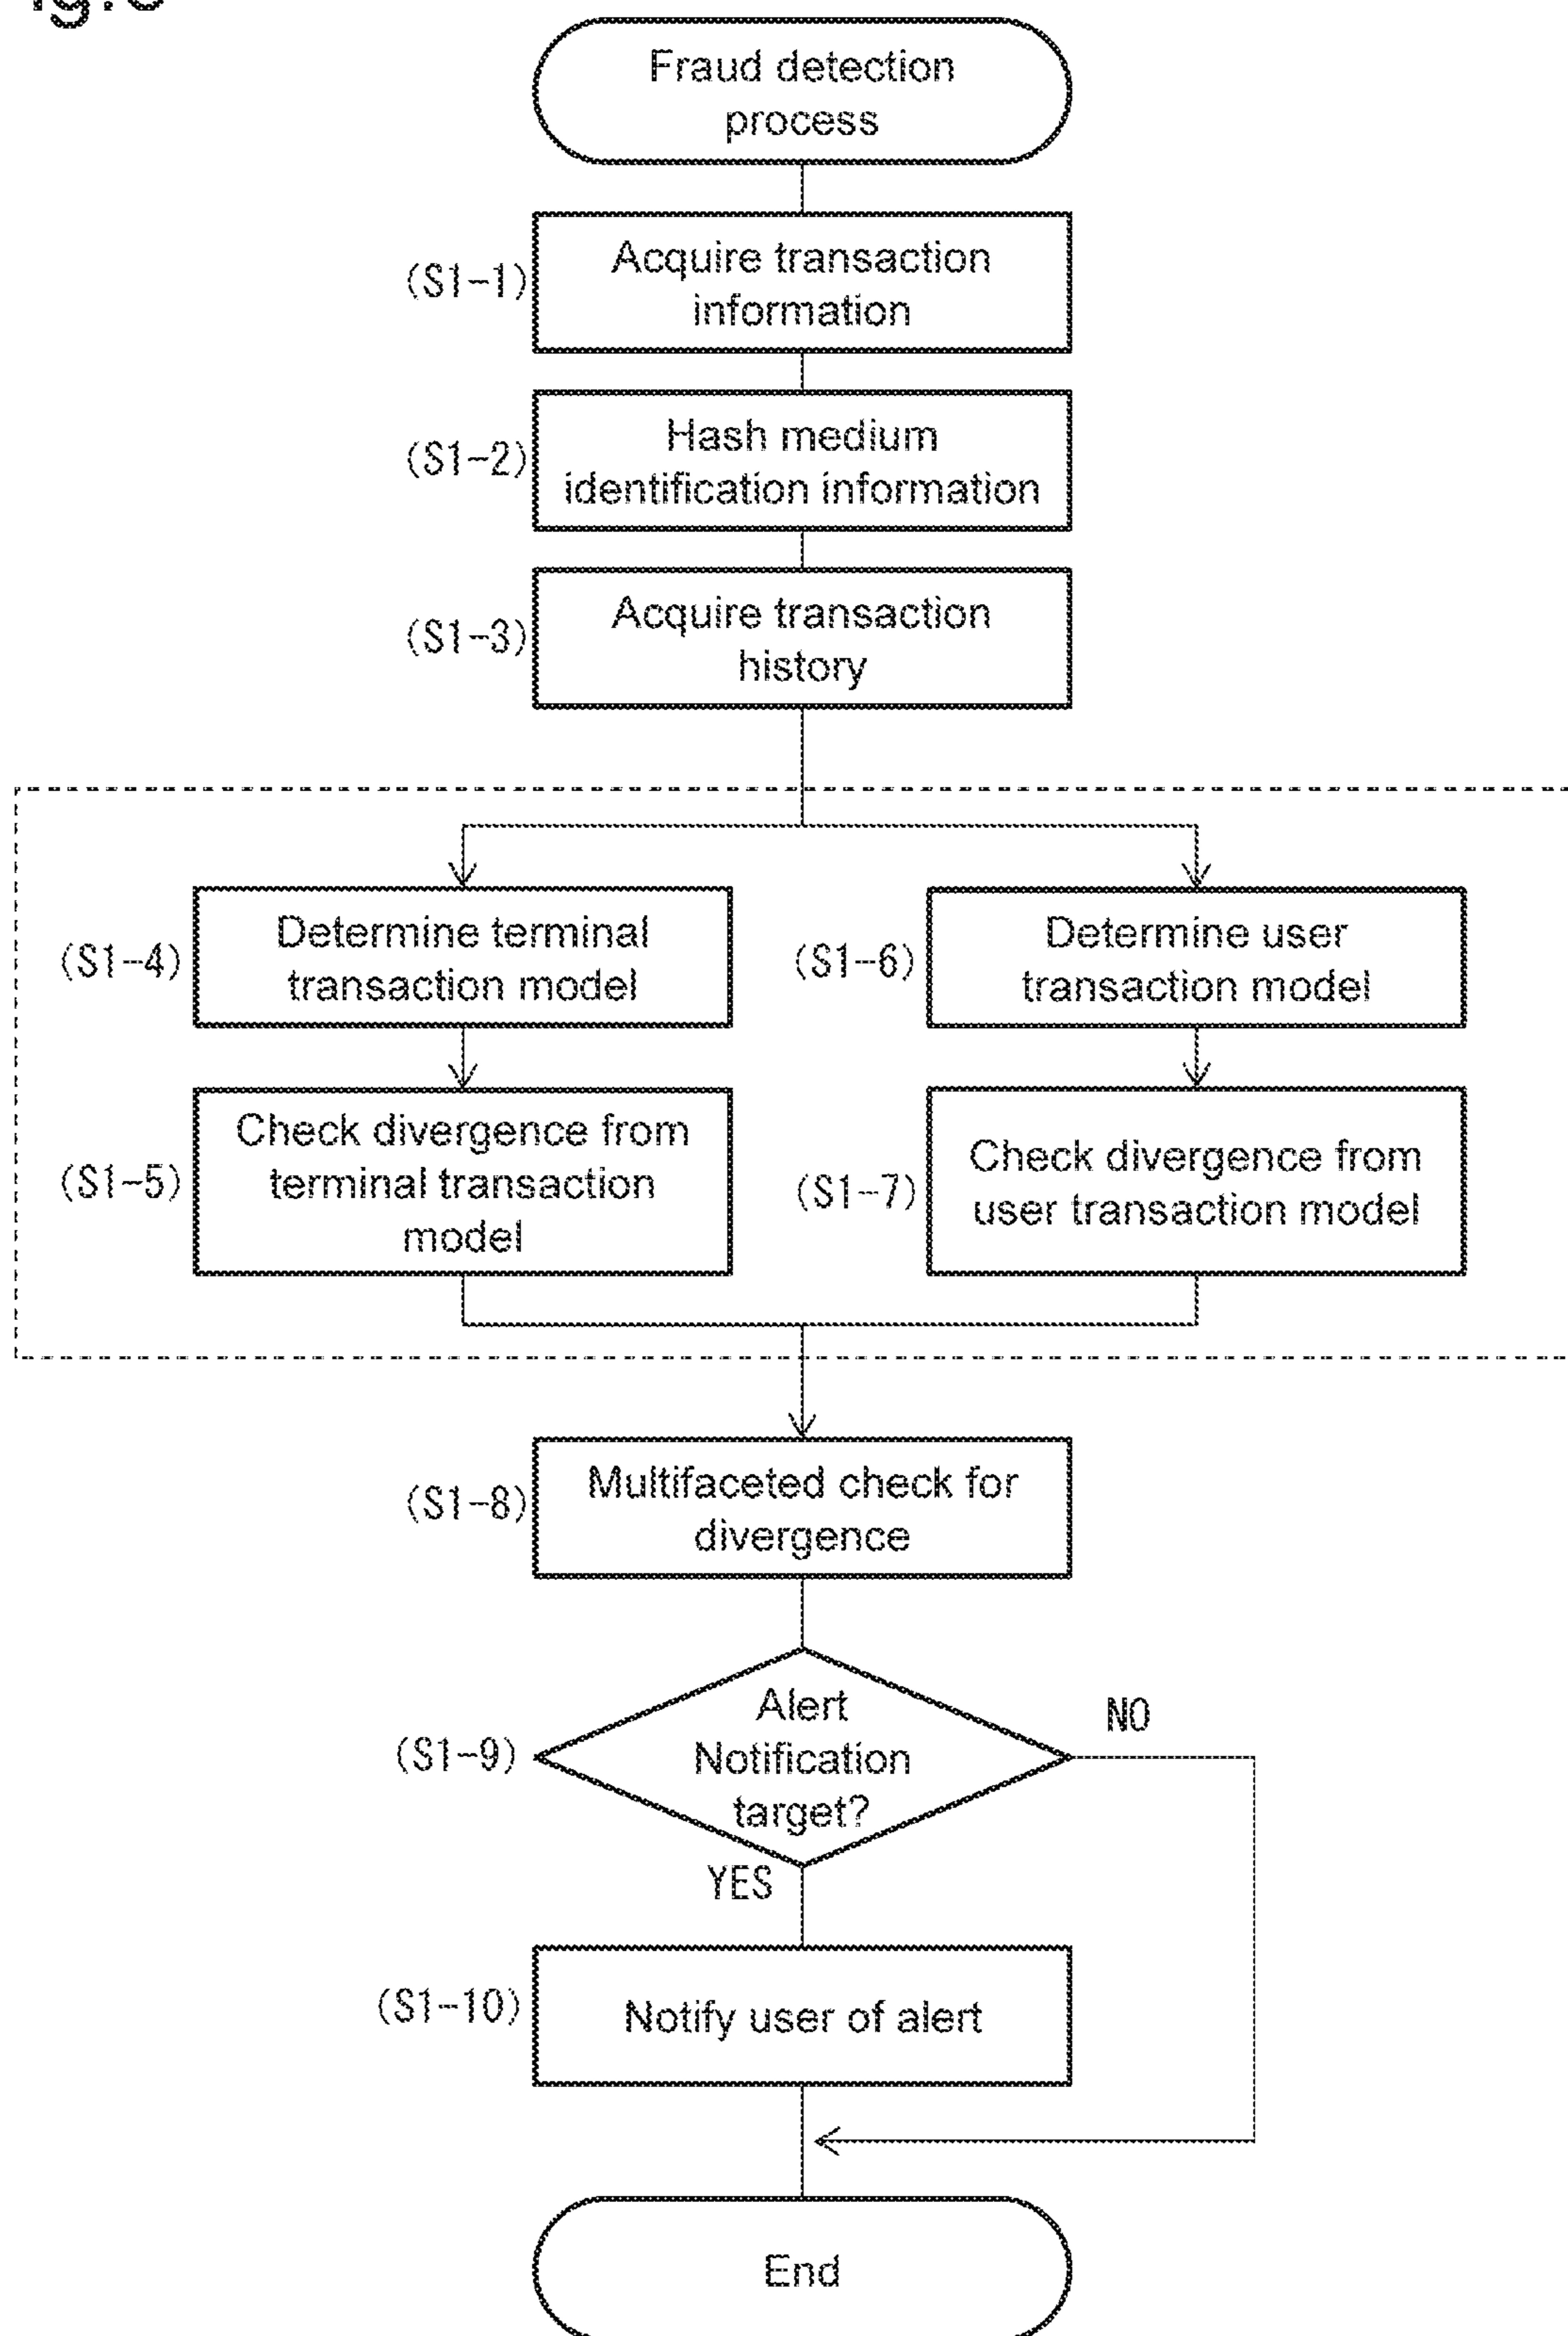 Fraud detection
process
(S1-1)
Acquire transaction
information
(S1-2)
Hash medium
identification information
(S1-3)
Acquire transaction
history
(S1-4)
Determine terminal
transaction model
(S1-6)
Determine user
transaction model
(S1-5)
Check divergence from
terminal transaction
model
(S1-7)
Check divergence from
user transaction model
(S1-8)
Multifaceted check for
divergence
(S1-9)
Alert
Notification
target?
NO
YES
(S1-10)
Notify user of alert
End